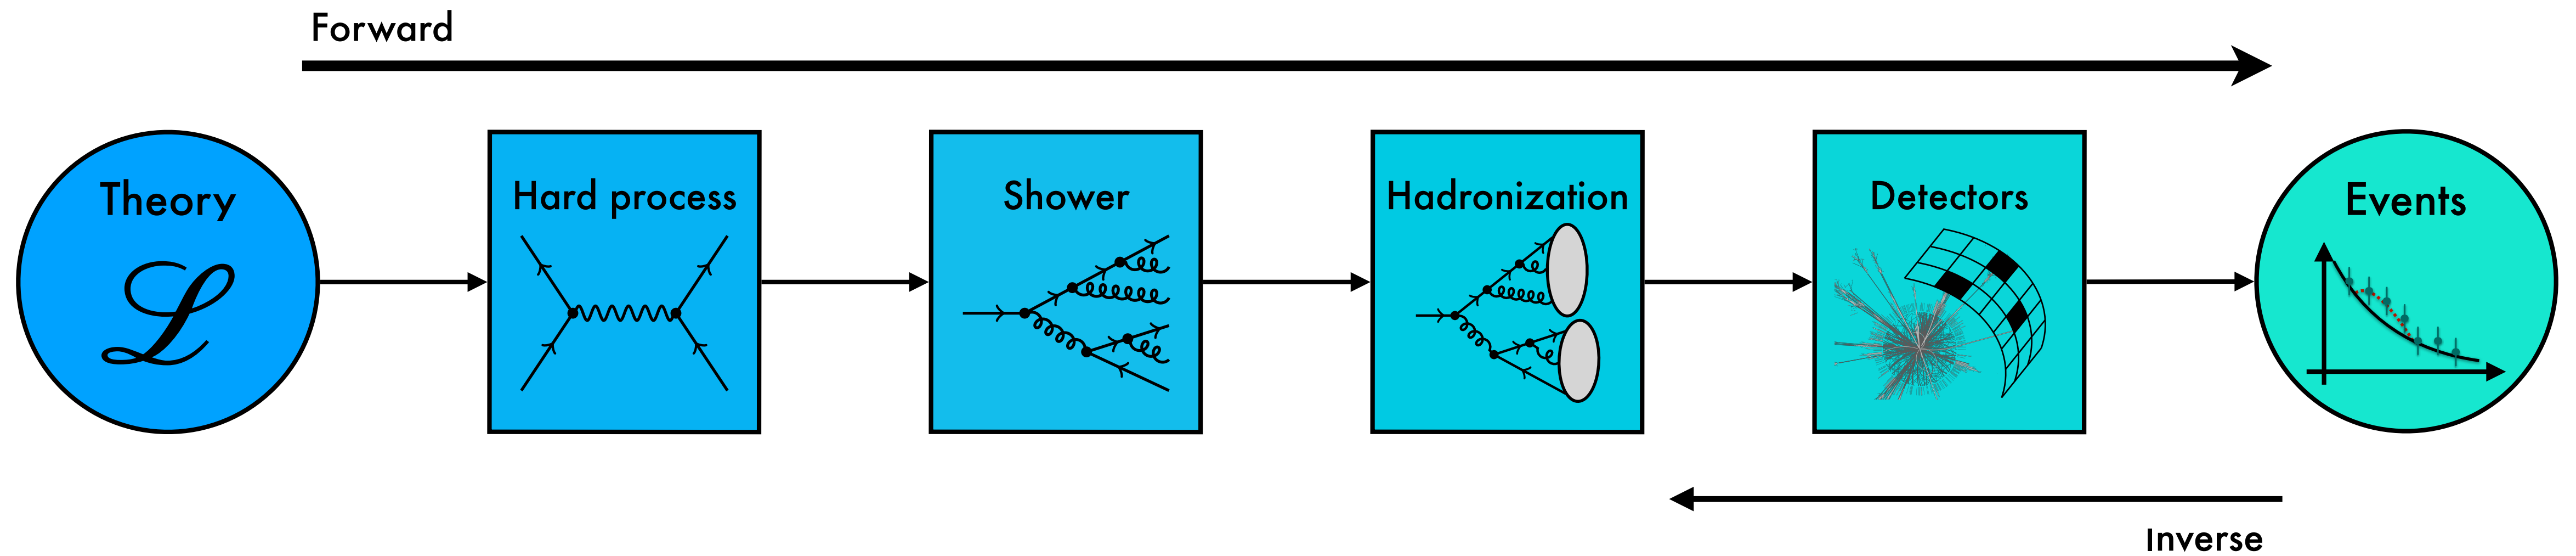 Forward
Theory
ℒ
Hard process
Shower
Hadronization
Detectors
Events
Inverse